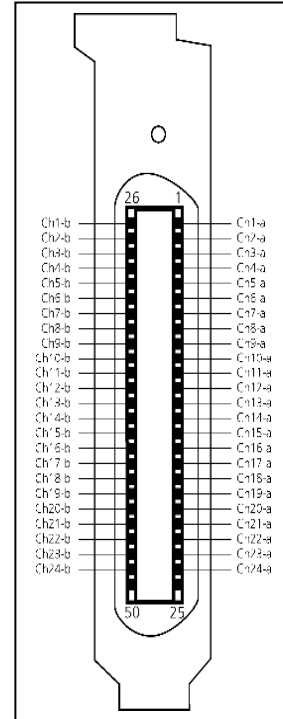 26 1
Ch1-b Ch1-a
Ch2-b Ch2-a
Ch3-b Ch3-a
Ch4-b Ch4-a
Ch5-b Ch5-a
Ch6-b Ch6-a
Ch7-b Ch7-a
Ch8-b Ch8-a
Ch9-b Ch9-a
Ch10-b Ch10-a
Ch11-b Ch11-a
Ch12-b Ch12-a
Ch13-b Ch13-a
Ch14-b Ch14-a
Ch15-b Ch15-a
Ch16-b Ch16-a
Ch17-b Ch17-a
Ch18-b Ch18-a
Ch19-b Ch19-a
Ch20-b Ch20-a
Ch21-b Ch21-a
Ch22-b Ch22-a
Ch23-b Ch23-a
Ch24-b Ch24-a
50 25